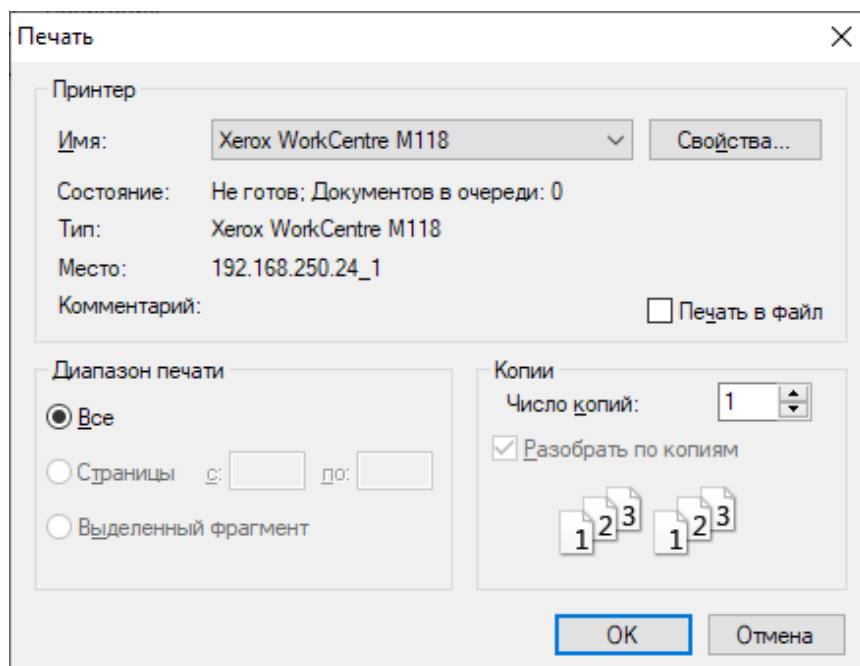 Печать
Принтер
Имя: Xerox WorkCentre M118 Свойства...
Состояние: Не готов; Документов в очереди: 0
Тип: Xerox WorkCentre M118
Место: 192.168.250.24_1
Комментарий:
Печать в файл
Диапазон печати
Все
Страницы с: по:
Выделенный фрагмент
Копии
Число копий: 1
Разобрать по копиям
1 2 3 1 2 3
OK Отмена